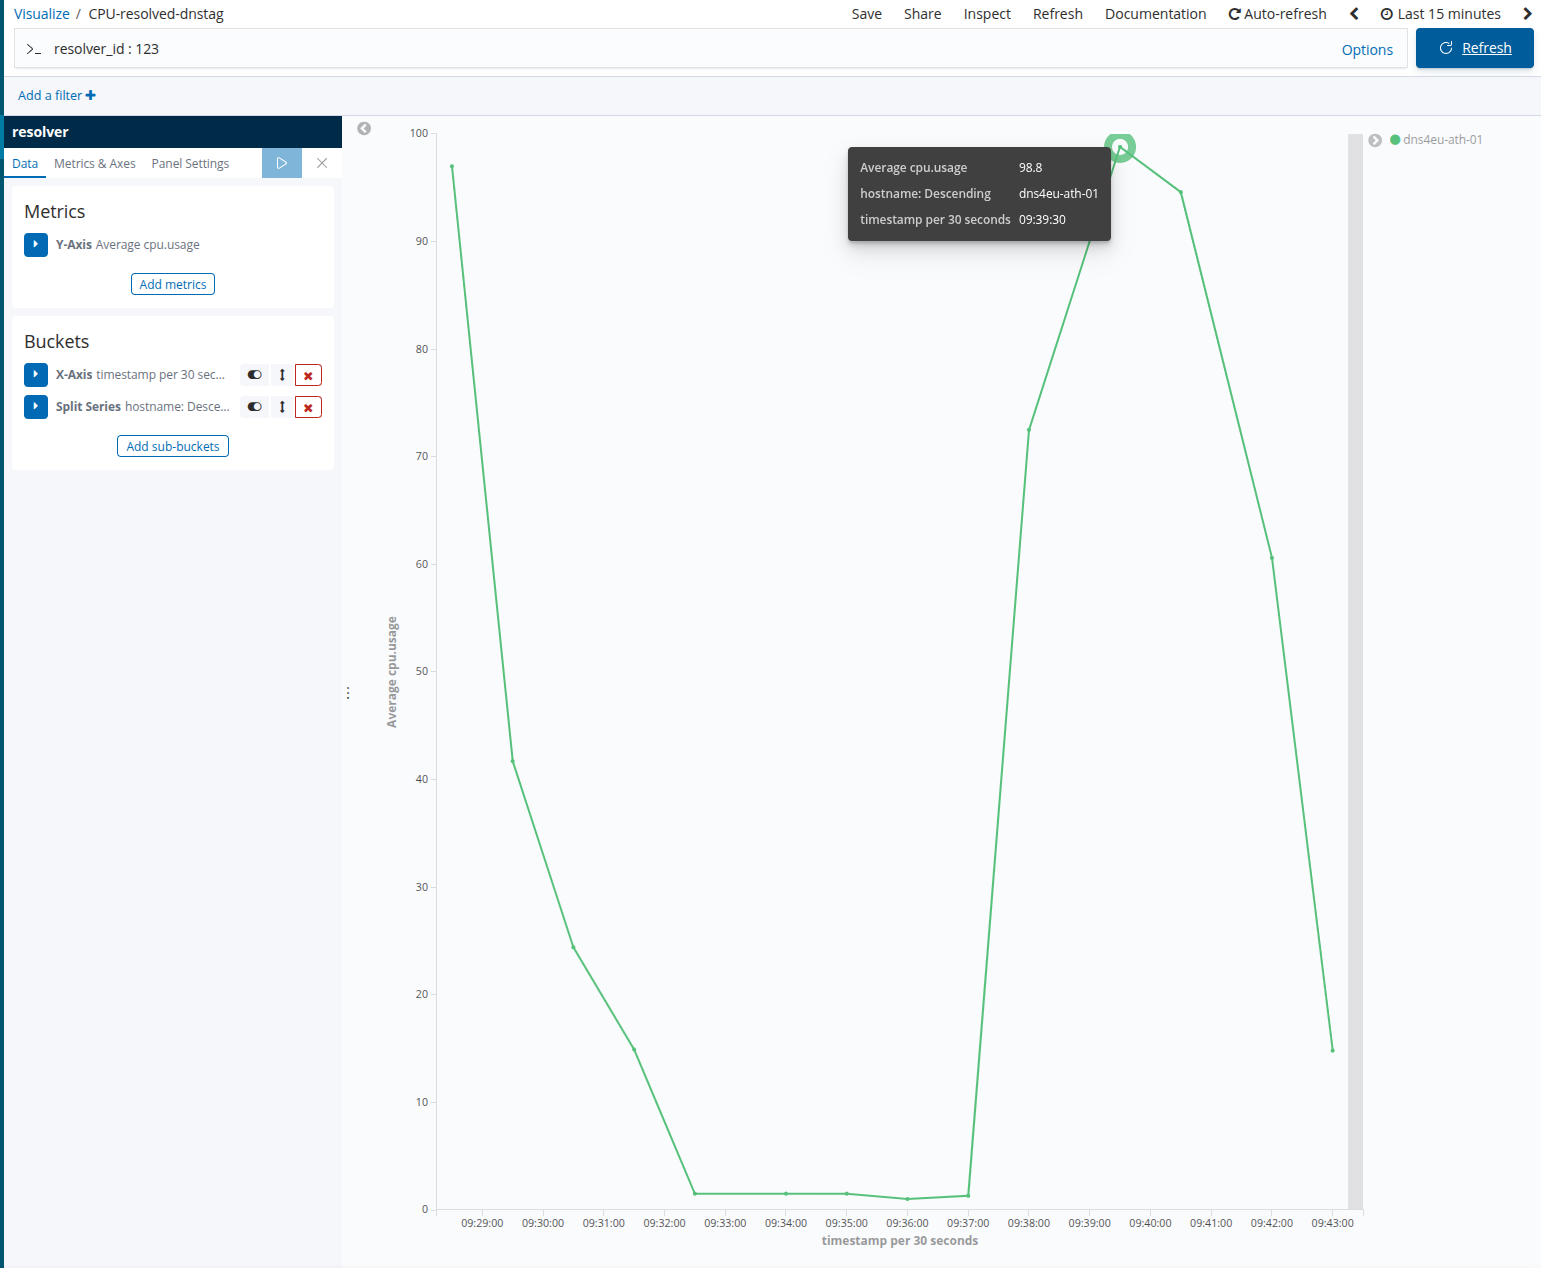 Visualize / CPU-resolved-dnstag Save Share Inspect Refresh Documentation Auto-refresh Last 15 minutes
>_ resolver_id : 123 Options Refresh
Add a filter +
resolver
Data Metrics & Axes Panel Settings
Metrics
Y-Axis Average cpu.usage
Add metrics
Buckets
X-Axis timestamp per 30 sec...
Split Series hostname: Desce...
Add sub-buckets
Average cpu.usage
100
90
80
70
60
50
40
30
20
10
0
Average cpu.usage 98.8
hostname: Descending dns4eu-ath-01
timestamp per 30 seconds 09:39:30
dns4eu-ath-01
09:29:00 09:30:00 09:31:00 09:32:00 09:33:00 09:34:00 09:35:00 09:36:00 09:37:00 09:38:00 09:39:00 09:40:00 09:41:00 09:42:00 09:43:00
timestamp per 30 seconds